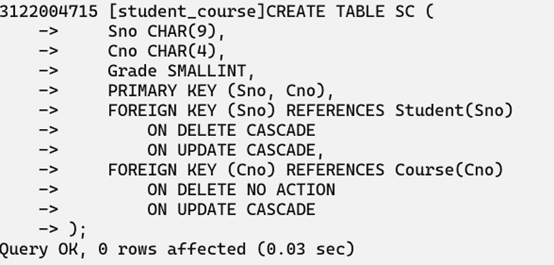 3122004715 [student_course]CREATE TABLE SC (
    ->     Sno CHAR(9),
    ->     Cno CHAR(4),
    ->     Grade SMALLINT,
    ->     PRIMARY KEY (Sno, Cno),
    ->     FOREIGN KEY (Sno) REFERENCES Student(Sno)
    ->         ON DELETE CASCADE
    ->         ON UPDATE CASCADE,
    ->     FOREIGN KEY (Cno) REFERENCES Course(Cno)
    ->         ON DELETE NO ACTION
    ->         ON UPDATE CASCADE
    -> );
Query OK, 0 rows affected (0.03 sec)